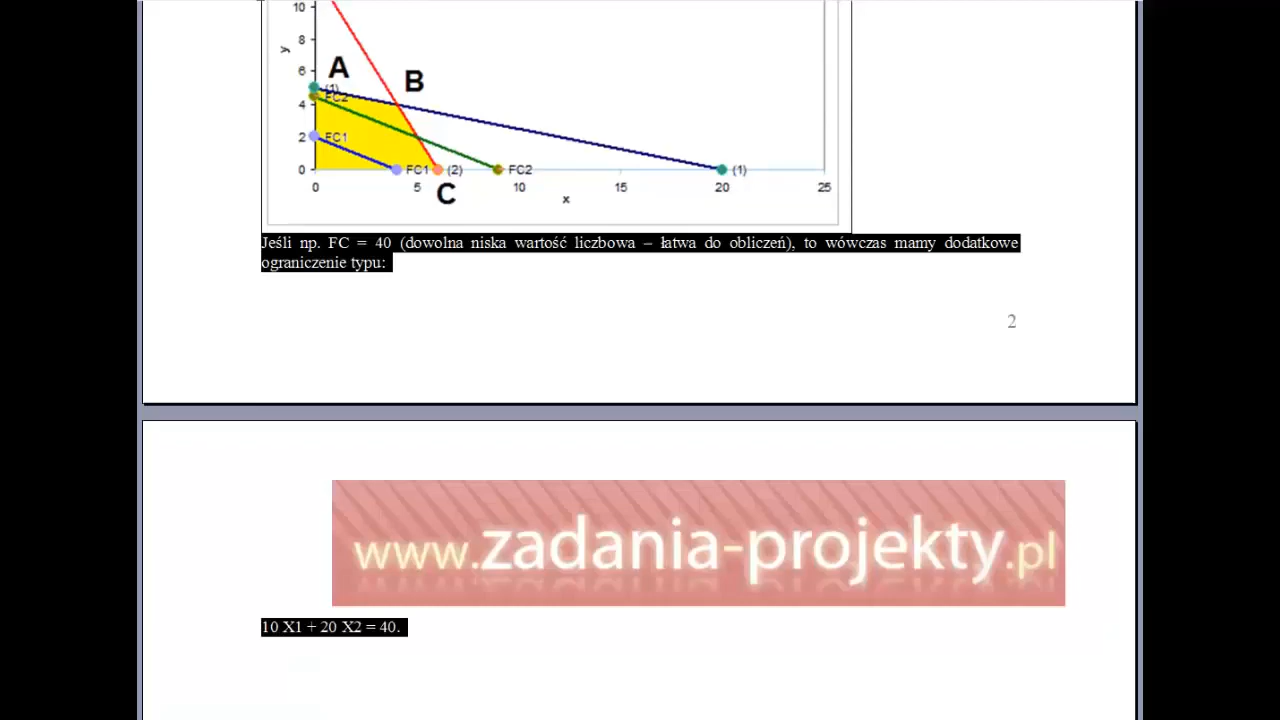 10
8
y
6
A
B
(1)
FC2
4
2
FC1
0
FC1
(2)
FC2
(1)
0
5
10
15
20
25
C
x
Jeśli np. FC = 40 (dowolna niska wartość liczbowa – łatwa do obliczeń), to wówczas mamy dodatkowe
ograniczenie typu:
2
www.zadania-projekty.pl
10 X1 + 20 X2 = 40.